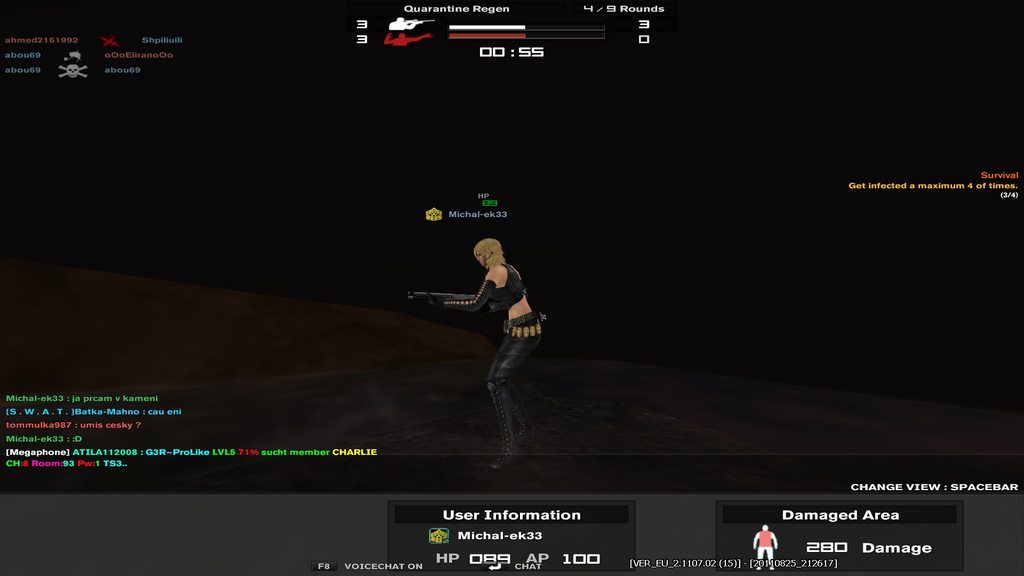 Quarantine Regen
4 / 9 Rounds
3 3
3 0
00 : 55
ahmed2161992 Shpiliuili
abou69 oOoEliranoOo
abou69 abou69
Survival
Get infected a maximum 4 of times.
(3/4)
HP
89
Michal-ek33
Michal-ek33 : ja prcam v kameni
[S . W . A . T . ]Batka-Mahno : cau eni
tommulka987 : umis cesky ?
Michal-ek33 : :D
[Megaphone] ATILA112008 : G3R~ProLike LVL5 71% sucht member CHARLIE
CH:8 Room:93 Pw:1 TS3..
CHANGE VIEW : SPACEBAR
User Information
Michal-ek33
HP 089 AP 100
Damaged Area
280 Damage
F8 VOICECHAT ON
CHAT
[VER_EU_2.1107.02 (15)] - [20110825_212617]